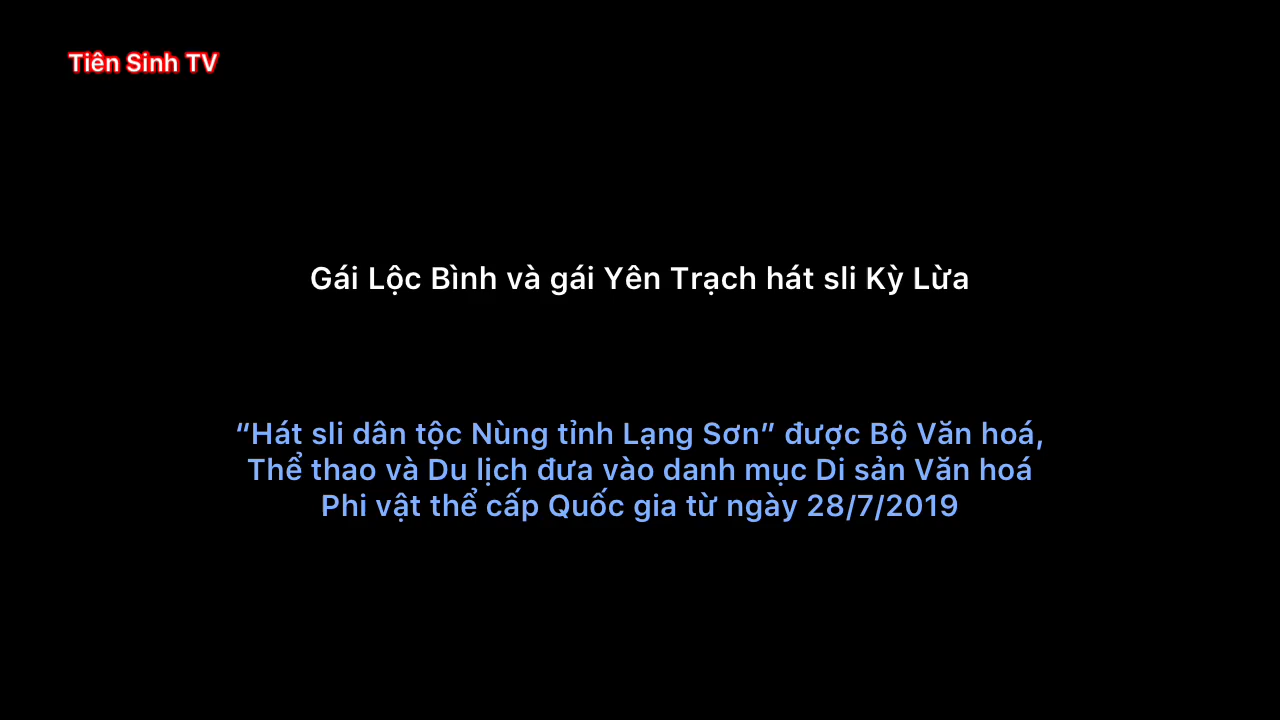 Tiên Sinh TV
Gái Lộc Bình và gái Yên Trạch hát sli Kỳ Lừa
“Hát sli dân tộc Nùng tỉnh Lạng Sơn” được Bộ Văn hoá,
Thể thao và Du lịch đưa vào danh mục Di sản Văn hoá
Phi vật thể cấp Quốc gia từ ngày 28/7/2019